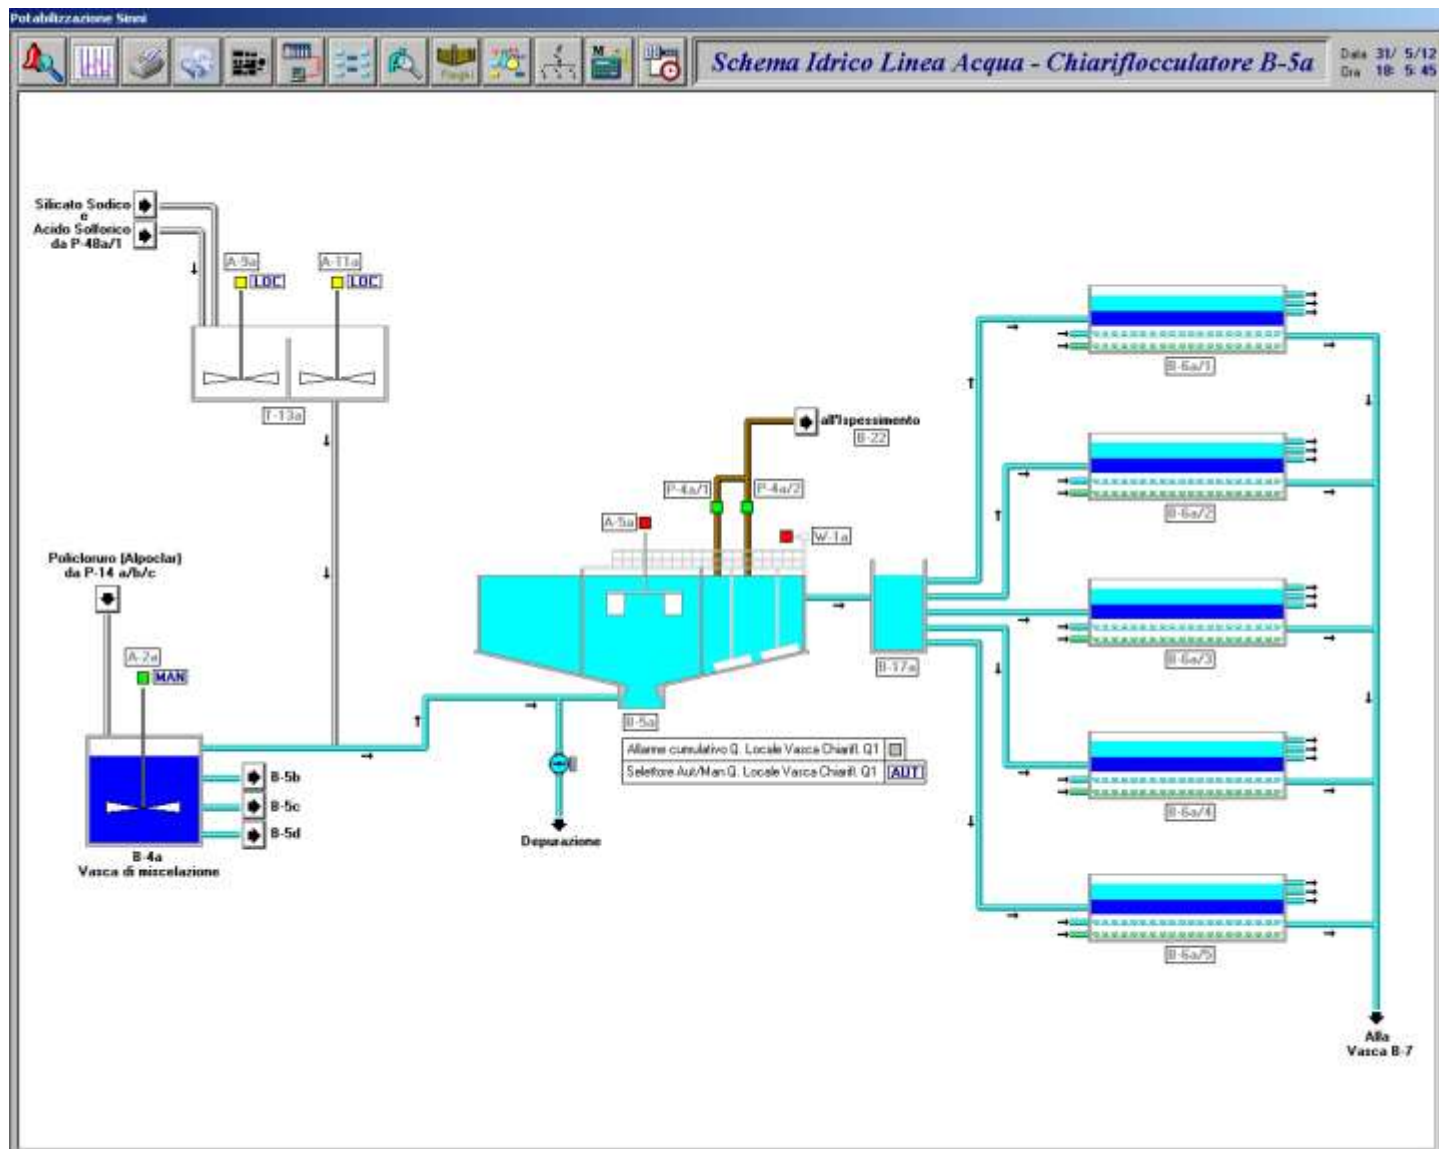 Potabilizzazione Sinni
Schema Idrico Linea Acqua - Chiariflocculatore B-5a
Data 31/ 5/12
Ora 18: 5:45
M
Fanghi
Silicato Sodico
e
Acido Solforico
da P-48a/1
A-9a
LOC
A-11a
LOC
T-13a
Policloruro (Alpoclar)
da P-14 a/b/c
A-2a
MAN
B-5b
B-5c
B-5d
B-4a
Vasca di miscelazione
Depurazione
all'Ispessimento
B-22
P-4a/1
P-4a/2
A-5a
W-1a
B-5a
B-17a
Allarme cumulativo Q. Locale Vasca Chiarifl. Q1
Selettore Aut/Man Q. Locale Vasca Chiarifl. Q1 AUT
B-6a/1
B-6a/2
B-6a/3
B-6a/4
B-6a/5
Alla
Vasca B-7